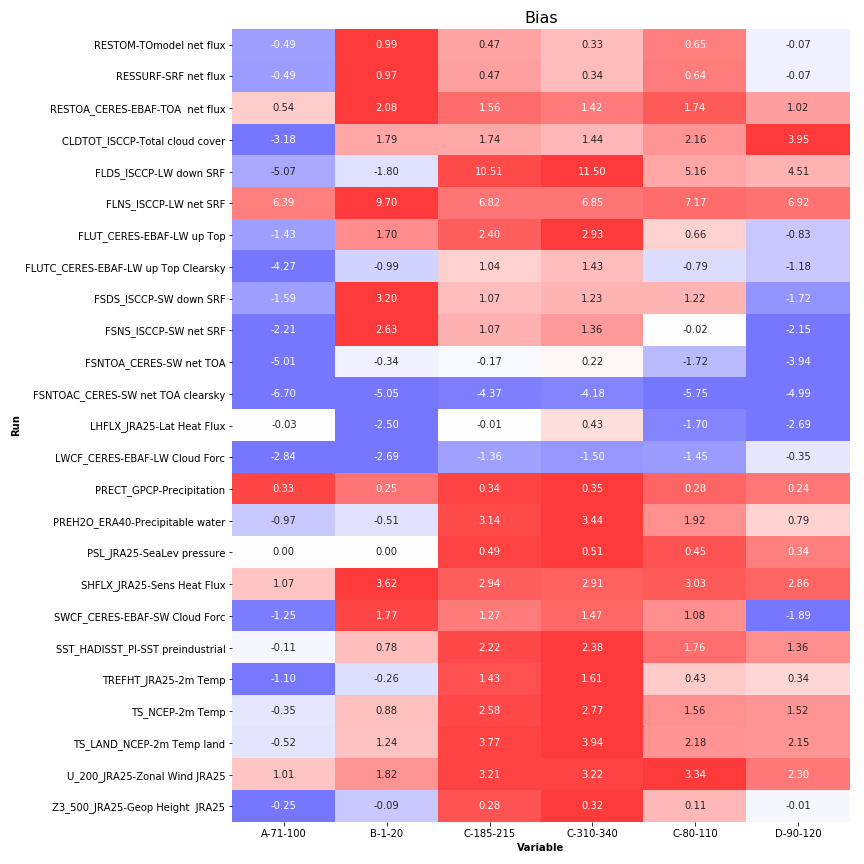 Bias
RESTOM-TOmodel net flux -0.49 0.99 0.47 0.33 0.65 -0.07
RESSURF-SRF net flux -0.49 0.97 0.47 0.34 0.64 -0.07
RESTOA_CERES-EBAF-TOA  net flux 0.54 2.08 1.56 1.42 1.74 1.02
CLDTOT_ISCCP-Total cloud cover -3.18 1.79 1.74 1.44 2.16 3.95
FLDS_ISCCP-LW down SRF -5.07 -1.80 10.51 11.50 5.16 4.51
FLNS_ISCCP-LW net SRF 6.39 9.70 6.82 6.85 7.17 6.92
FLUT_CERES-EBAF-LW up Top -1.43 1.70 2.40 2.93 0.66 -0.83
FLUTC_CERES-EBAF-LW up Top Clearsky -4.27 -0.99 1.04 1.43 -0.79 -1.18
FSDS_ISCCP-SW down SRF -1.59 3.20 1.07 1.23 1.22 -1.72
FSNS_ISCCP-SW net SRF -2.21 2.63 1.07 1.36 -0.02 -2.15
FSNTOA_CERES-SW net TOA -5.01 -0.34 -0.17 0.22 -1.72 -3.94
FSNTOAC_CERES-SW net TOA clearsky -6.70 -5.05 -4.37 -4.18 -5.75 -4.99
LHFLX_JRA25-Lat Heat Flux -0.03 -2.50 -0.01 0.43 -1.70 -2.69
LWCF_CERES-EBAF-LW Cloud Forc -2.84 -2.69 -1.36 -1.50 -1.45 -0.35
PRECT_GPCP-Precipitation 0.33 0.25 0.34 0.35 0.28 0.24
PREH2O_ERA40-Precipitable water -0.97 -0.51 3.14 3.44 1.92 0.79
PSL_JRA25-SeaLev pressure 0.00 0.00 0.49 0.51 0.45 0.34
SHFLX_JRA25-Sens Heat Flux 1.07 3.62 2.94 2.91 3.03 2.86
SWCF_CERES-EBAF-SW Cloud Forc -1.25 1.77 1.27 1.47 1.08 -1.89
SST_HADISST_PI-SST preindustrial -0.11 0.78 2.22 2.38 1.76 1.36
TREFHT_JRA25-2m Temp -1.10 -0.26 1.43 1.61 0.43 0.34
TS_NCEP-2m Temp -0.35 0.88 2.58 2.77 1.56 1.52
TS_LAND_NCEP-2m Temp land -0.52 1.24 3.77 3.94 2.18 2.15
U_200_JRA25-Zonal Wind JRA25 1.01 1.82 3.21 3.22 3.34 2.30
Z3_500_JRA25-Geop Height  JRA25 -0.25 -0.09 0.28 0.32 0.11 -0.01
Run
A-71-100 B-1-20 C-185-215 C-310-340 C-80-110 D-90-120
Variable